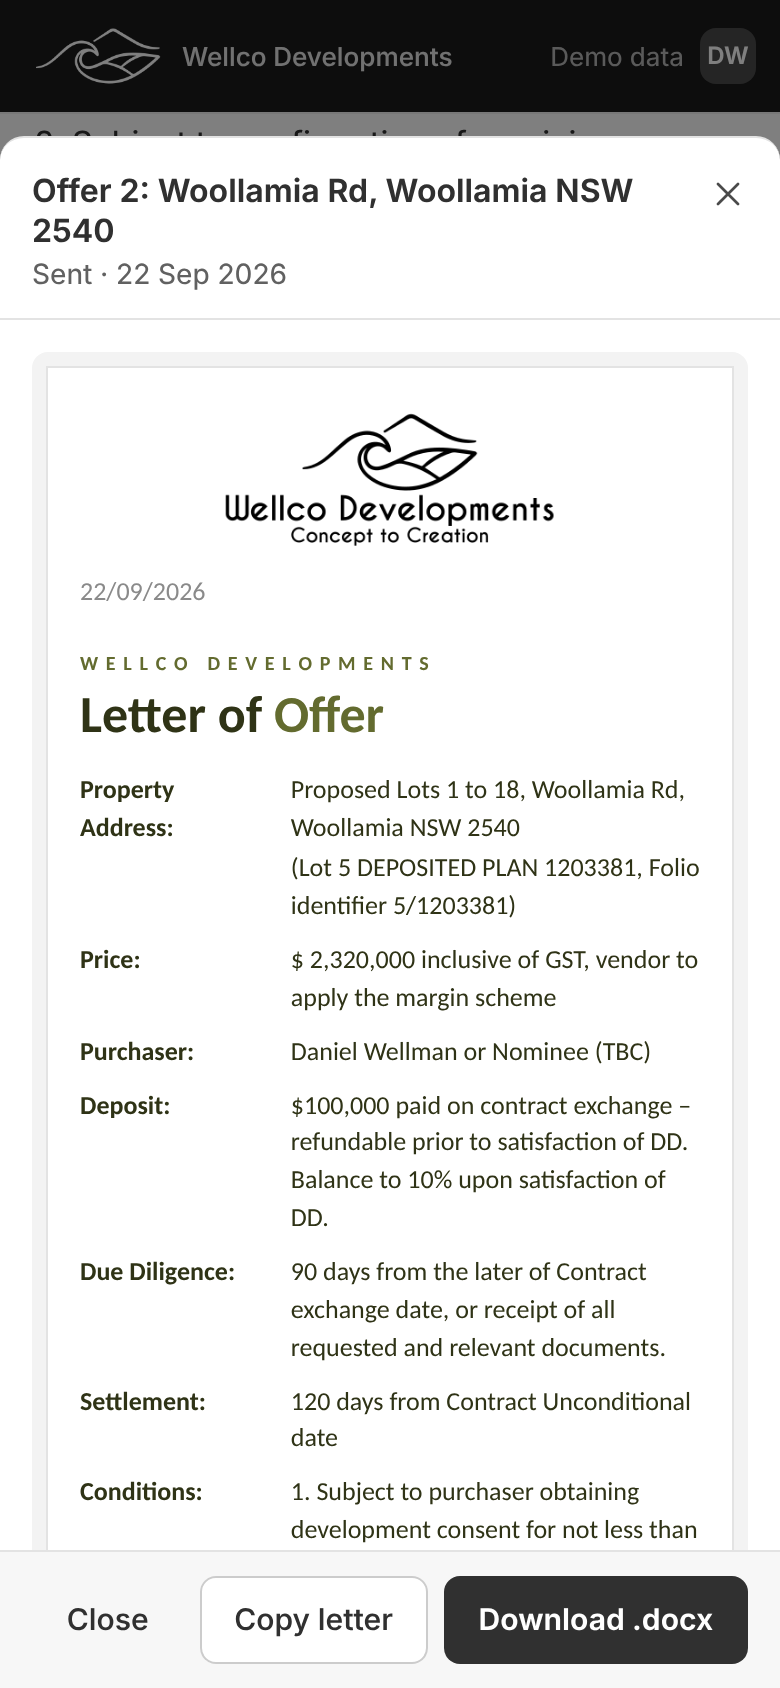 Wellco Developments
Demo data
DW
Offer 2: Woollamia Rd, Woollamia NSW
2540
Sent · 22 Sep 2026
Wellco Developments
Concept to Creation
22/09/2026
WELLCO DEVELOPMENTS
Letter of Offer
Property
Address:
Proposed Lots 1 to 18, Woollamia Rd,
Woollamia NSW 2540
(Lot 5 DEPOSITED PLAN 1203381, Folio
identifier 5/1203381)
Price:
$ 2,320,000 inclusive of GST, vendor to
apply the margin scheme
Purchaser:
Daniel Wellman or Nominee (TBC)
Deposit:
$100,000 paid on contract exchange –
refundable prior to satisfaction of DD.
Balance to 10% upon satisfaction of
DD.
Due Diligence:
90 days from the later of Contract
exchange date, or receipt of all
requested and relevant documents.
Settlement:
120 days from Contract Unconditional
date
Conditions:
1. Subject to purchaser obtaining
development consent for not less than
Close
Copy letter
Download .docx